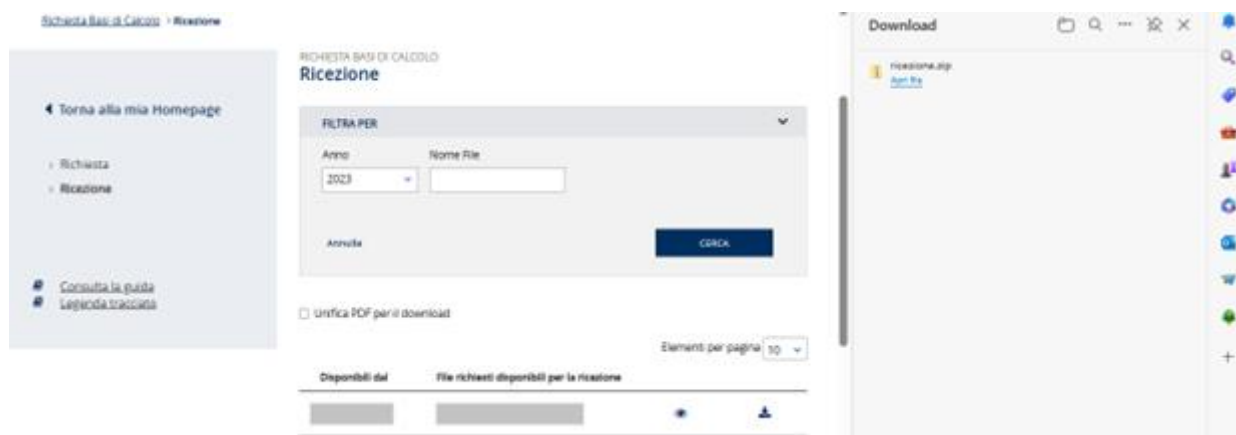 Richiesta Basi di Calcolo › Ricezione
Torna alla mia Homepage
› Richiesta
› Ricezione
Consulta la guida
Legenda tracciato
RICHIESTA BASI DI CALCOLO
Ricezione
FILTRA PER
Anno Nome File
2023
Annulla CERCA
Unifica PDF per il download
Elementi per pagina 10
Disponibili dal File richiesti disponibili per la ricezione
Download
ricezione.zip
Apri file